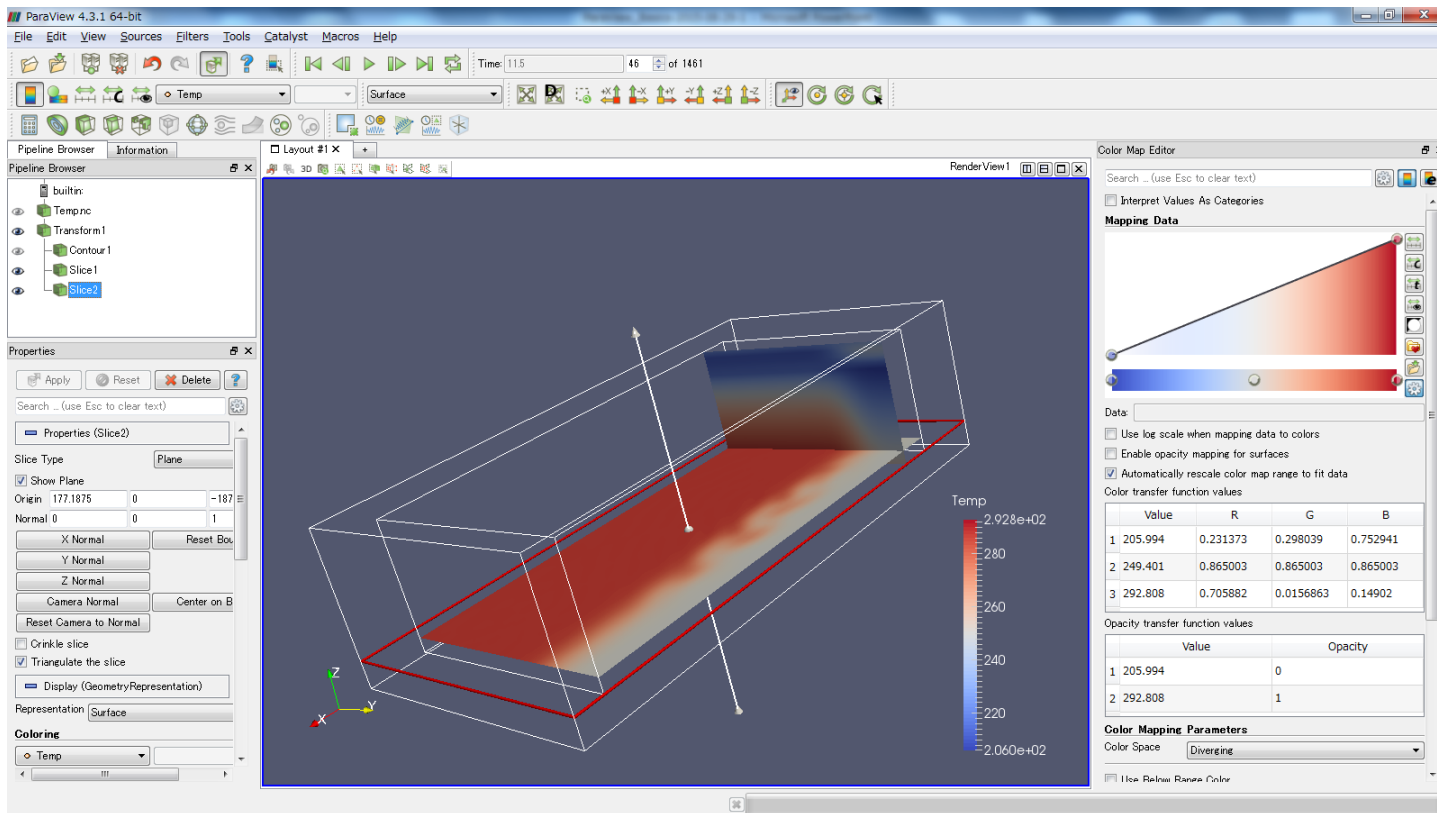 ParaView 4.3.1 64-bit
File Edit View Sources Filters Tools Catalyst Macros Help
Time: 11.5 46 of 1461
Temp Surface
Pipeline Browser Information
Layout #1 X +
Color Map Editor
Pipeline Browser
3D
RenderView1
Search ... (use Esc to clear text)
builtin:
Temp.nc
Transform1
Contour1
Slice1
Slice2
Interpret Values As Categories
Mapping Data
Properties
Apply Reset Delete ?
Search ... (use Esc to clear text)
Properties (Slice2)
Slice Type Plane
Show Plane
Origin 177.1875 0 -187
Normal 0 0 1
X Normal Reset Bou
Y Normal
Z Normal
Camera Normal Center on B
Reset Camera to Normal
Crinkle slice
Triangulate the slice
Display (GeometryRepresentation)
Representation Surface
Coloring
Temp
Z
X
Y
Temp
2.928e+02
280
260
240
220
2.060e+02
Data:
Use log scale when mapping data to colors
Enable opacity mapping for surfaces
Automatically rescale color map range to fit data
Color transfer function values
Value R G B
1 205.994 0.231373 0.298039 0.752941
2 249.401 0.865003 0.865003 0.865003
3 292.808 0.705882 0.0156863 0.14902
Opacity transfer function values
Value Opacity
1 205.994 0
2 292.808 1
Color Mapping Parameters
Color Space Diverging
Use Below Range Color